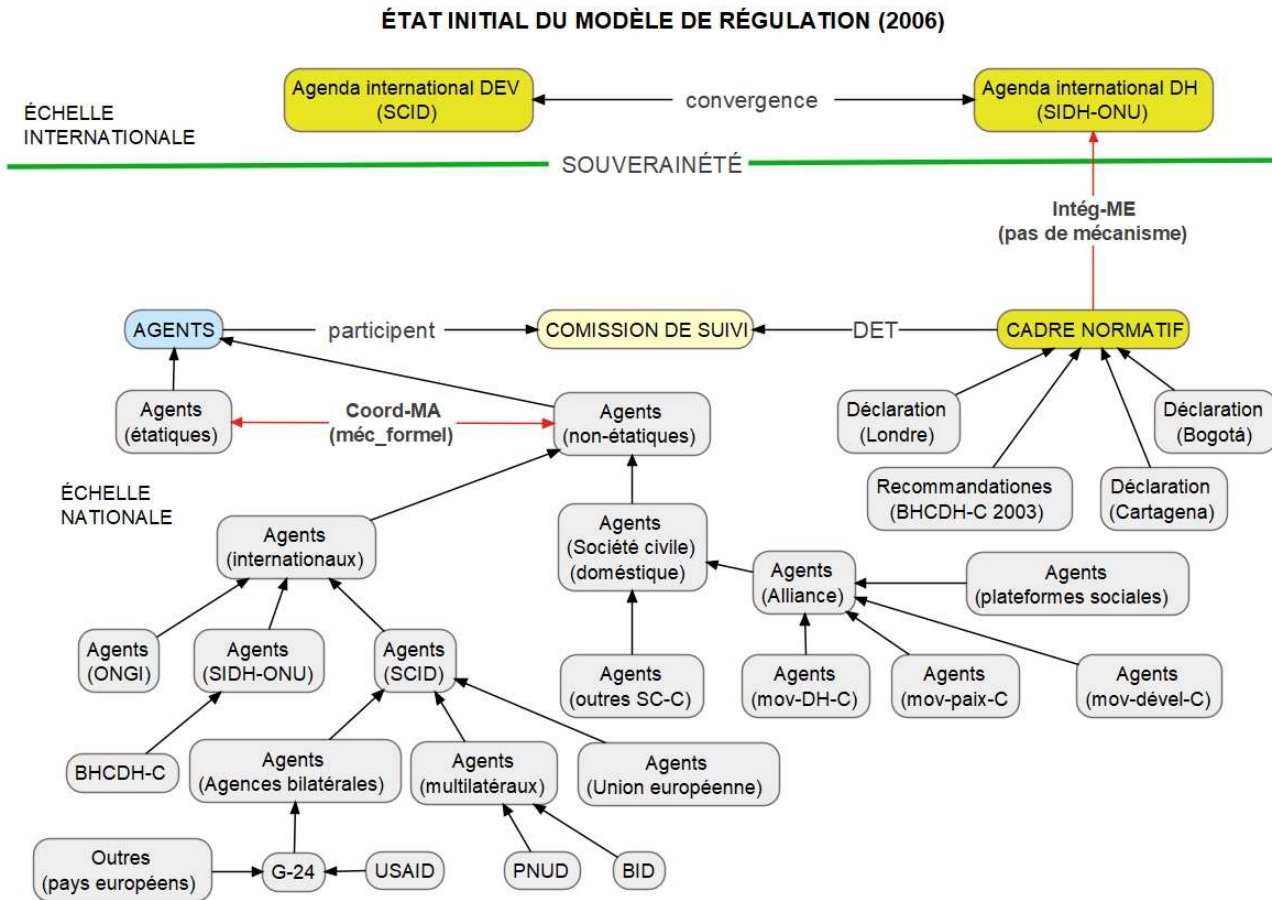 ÉTAT INITIAL DU MODÈLE DE RÉGULATION (2006)
Agenda international DEV
(SCID)
convergence
Agenda international DH
(SIDH-ONU)
ÉCHELLE
INTERNATIONALE
SOUVERAINÉTÉ
Intég-ME
(pas de mécanisme)
AGENTS
participent
COMISSION DE SUIVI
DET
CADRE NORMATIF
Agents
(étatiques)
Coord-MA
(méc_formel)
Agents
(non-étatiques)
Déclaration
(Londre)
Déclaration
(Bogotá)
Recommandationes
(BHCDH-C 2003)
Déclaration
(Cartagena)
ÉCHELLE
NATIONALE
Agents
(internationaux)
Agents
(Société civile)
(doméstique)
Agents
(Alliance)
Agents
(plateformes sociales)
Agents
(ONGI)
Agents
(SIDH-ONU)
Agents
(SCID)
Agents
(outres SC-C)
Agents
(mov-DH-C)
Agents
(mov-paix-C
Agents
(mov-dével-C)
BHCDH-C
Agents
(Agences bilatérales)
Agents
(multilatéraux)
Agents
(Union européenne)
Outres
(pays européens)
G-24
USAID
PNUD
BID